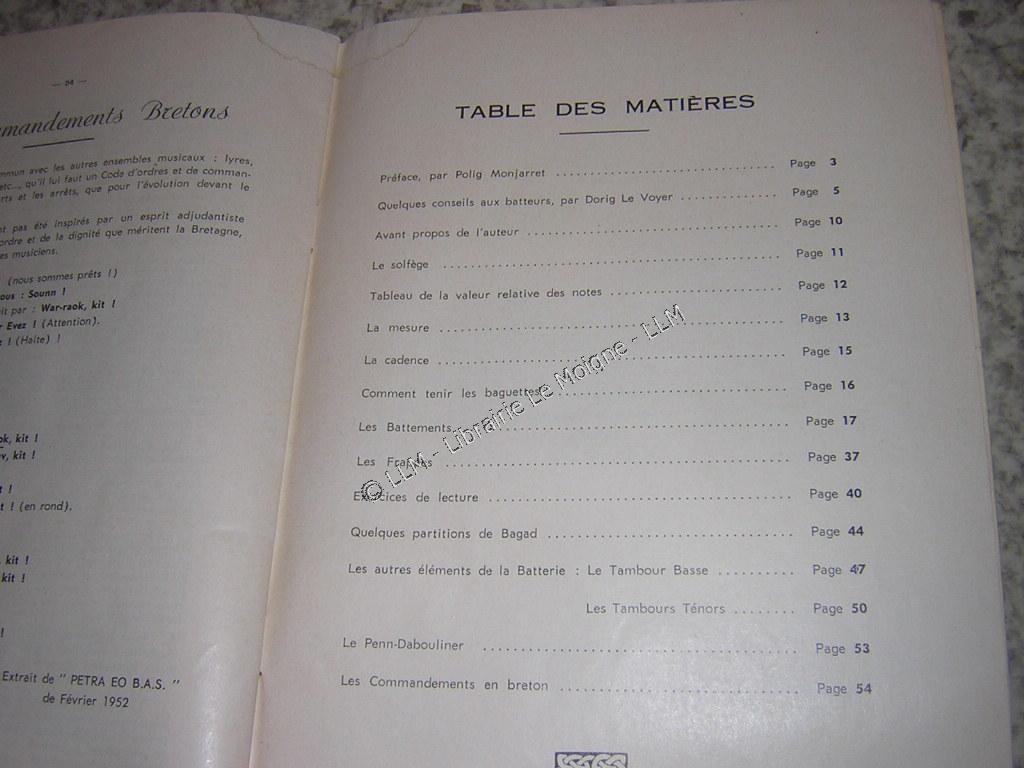 — 54 —
mmandements Bretons
mmun avec les autres ensembles musicaux : lyres,
etc..., qu'il lui faut un Code d'ordres et de comman-
rts et les arrêts, que pour l'évolution devant le
nt pas été inspirés par un esprit adjudantiste
ordre et de la dignité que méritent la Bretagne,
es musiciens.
(nous sommes prêts !)
ous : Sounn !
it par : War-raok, kit !
Evez ! (Attention).
! (Halte) !
ok, kit !
v, kit !
t !
t ! (en rond).
kit !
kit !
!
Extrait de " PETRA EO B.A.S. "
de Février 1952
TABLE DES MATIÈRES
Préface, par Polig Monjarret ........ Page 3
Quelques conseils aux batteurs, par Dorig Le Voyer ........ Page 5
Avant propos de l'auteur ........ Page 10
Le solfège ........ Page 11
Tableau de la valeur relative des notes ........ Page 12
La mesure ........ Page 13
La cadence ........ Page 15
Comment tenir les baguettes ........ Page 16
Les Battements ........ Page 17
Les Frappés ........ Page 37
Exercices de lecture ........ Page 40
Quelques partitions de Bagad ........ Page 44
Les autres éléments de la Batterie : Le Tambour Basse ........ Page 47
Les Tambours Ténors ........ Page 50
Le Penn-Dabouliner ........ Page 53
Les Commandements en breton ........ Page 54
© LLM - Librairie Le Moigne - LLM